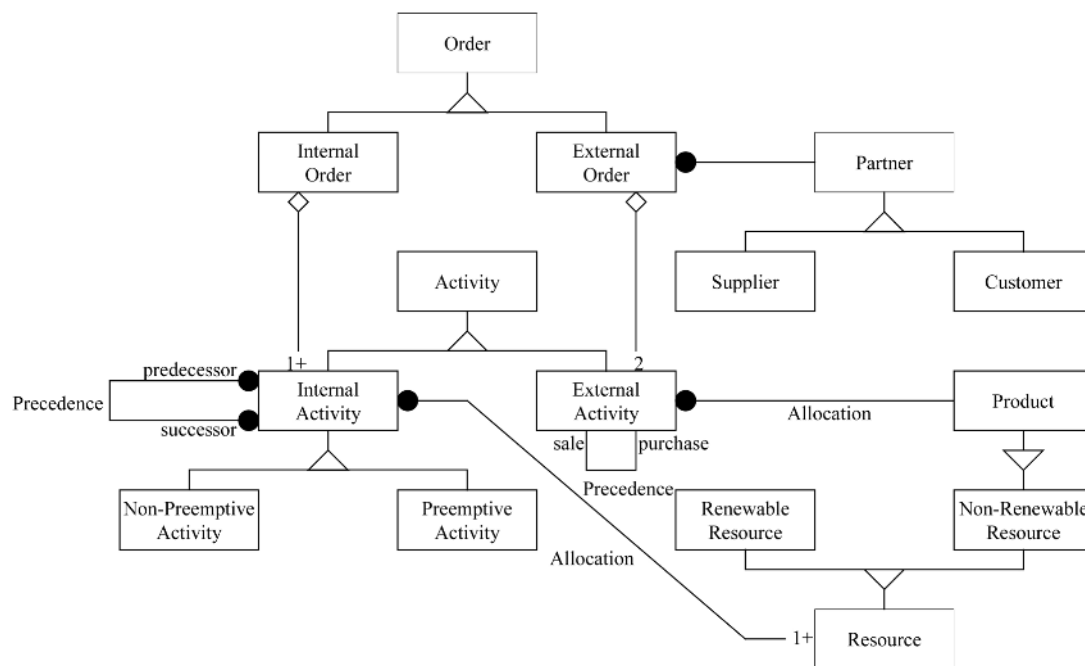 Order
Internal
Order
External
Order
Partner
Activity
Supplier
Customer
1+
2
predecessor
Precedence
successor
Internal
Activity
External
Activity
Allocation
Product
sale
purchase
Precedence
Non-Preemptive
Activity
Preemptive
Activity
Renewable
Resource
Non-Renewable
Resource
Allocation
1+
Resource